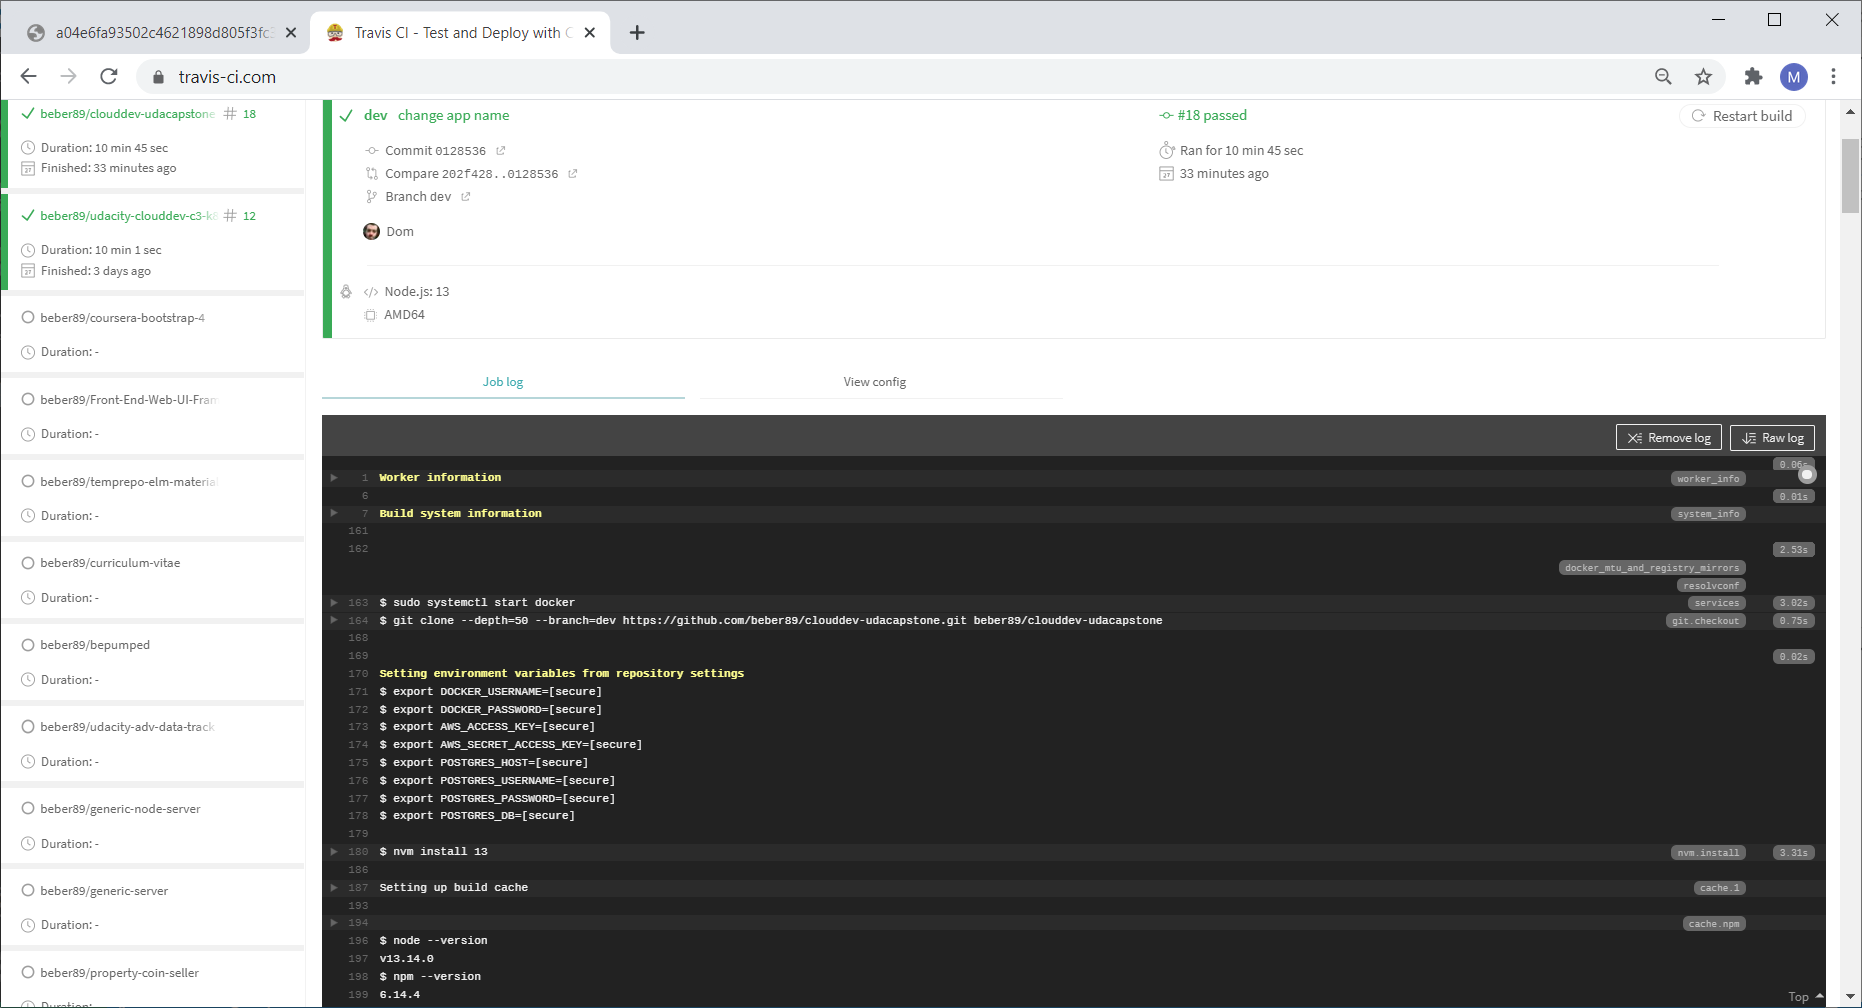 a04e6fa93502c4621898d805f3fc
Travis CI - Test and Deploy with C
travis-ci.com
M
beber89/clouddev-udacapstone # 18
Duration: 10 min 45 sec
Finished: 33 minutes ago
beber89/udacity-clouddev-c3-k8 # 12
Duration: 10 min 1 sec
Finished: 3 days ago
beber89/coursera-bootstrap-4
Duration: -
beber89/Front-End-Web-UI-Fram
Duration: -
beber89/temprepo-elm-material
Duration: -
beber89/curriculum-vitae
Duration: -
beber89/bepumped
Duration: -
beber89/udacity-adv-data-track
Duration: -
beber89/generic-node-server
Duration: -
beber89/generic-server
Duration: -
beber89/property-coin-seller
Duration:
dev change app name
#18 passed
Restart build
Commit 0128536
Ran for 10 min 45 sec
Compare 202f428..0128536
33 minutes ago
Branch dev
Dom
</> Node.js: 13
AMD64
Job log
View config
Remove log
Raw log
0.06s
1 Worker information worker_info
6 0.01s
7 Build system information system_info
161
162 2.53s
docker_mtu_and_registry_mirrors
resolvconf
163 $ sudo systemctl start docker services 3.02s
164 $ git clone --depth=50 --branch=dev https://github.com/beber89/clouddev-udacapstone.git beber89/clouddev-udacapstone git.checkout 0.75s
168
169 0.02s
170 Setting environment variables from repository settings
171 $ export DOCKER_USERNAME=[secure]
172 $ export DOCKER_PASSWORD=[secure]
173 $ export AWS_ACCESS_KEY=[secure]
174 $ export AWS_SECRET_ACCESS_KEY=[secure]
175 $ export POSTGRES_HOST=[secure]
176 $ export POSTGRES_USERNAME=[secure]
177 $ export POSTGRES_PASSWORD=[secure]
178 $ export POSTGRES_DB=[secure]
179
180 $ nvm install 13 nvm.install 3.31s
186
187 Setting up build cache cache.1
193
194 cache.npm
196 $ node --version
197 v13.14.0
198 $ npm --version
199 6.14.4
Top